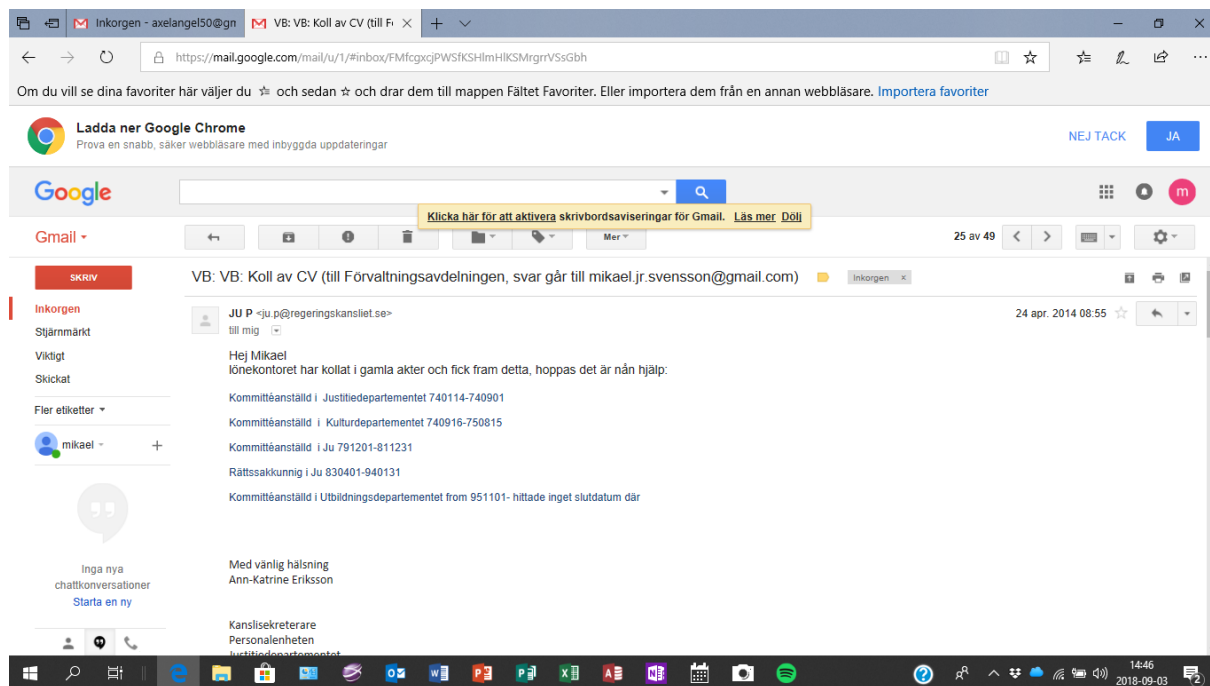 Inkorgen - axelangel50@gm
VB: VB: Koll av CV (till Fö
https://mail.google.com/mail/u/1/#inbox/FMfcgxcjPWSfKSHlmHlKSMrgrrVSsGbh
Om du vill se dina favoriter här väljer du och sedan och drar dem till mappen Fältet Favoriter. Eller importera dem från en annan webbläsare. Importera favoriter
Ladda ner Google Chrome
Prova en snabb, säker webbläsare med inbyggda uppdateringar
NEJ TACK
JA
Google
m
Klicka här för att aktivera skrivbordsaviseringar för Gmail. Läs mer Dölj
Gmail
Mer
25 av 49
SKRIV
VB: VB: Koll av CV (till Förvaltningsavdelningen, svar går till mikael.jr.svensson@gmail.com)
Inkorgen x
Inkorgen
Stjärnmärkt
Viktigt
Skickat
Fler etiketter
mikael
Inga nya
chattkonversationer
Starta en ny
JU P <ju.p@regeringskansliet.se>
till mig
24 apr. 2014 08:55
Hej Mikael
lönekontoret har kollat i gamla akter och fick fram detta, hoppas det är nån hjälp:
Kommittéanställd i Justitiedepartementet 740114-740901
Kommittéanställd i Kulturdepartementet 740916-750815
Kommittéanställd i Ju 791201-811231
Rättssakkunnig i Ju 830401-940131
Kommittéanställd i Utbildningsdepartementet from 951101- hittade inget slutdatum där
Med vänlig hälsning
Ann-Katrine Eriksson
Kanslisekreterare
Personalenheten
Justitiedepartementet
14:46
2018-09-03